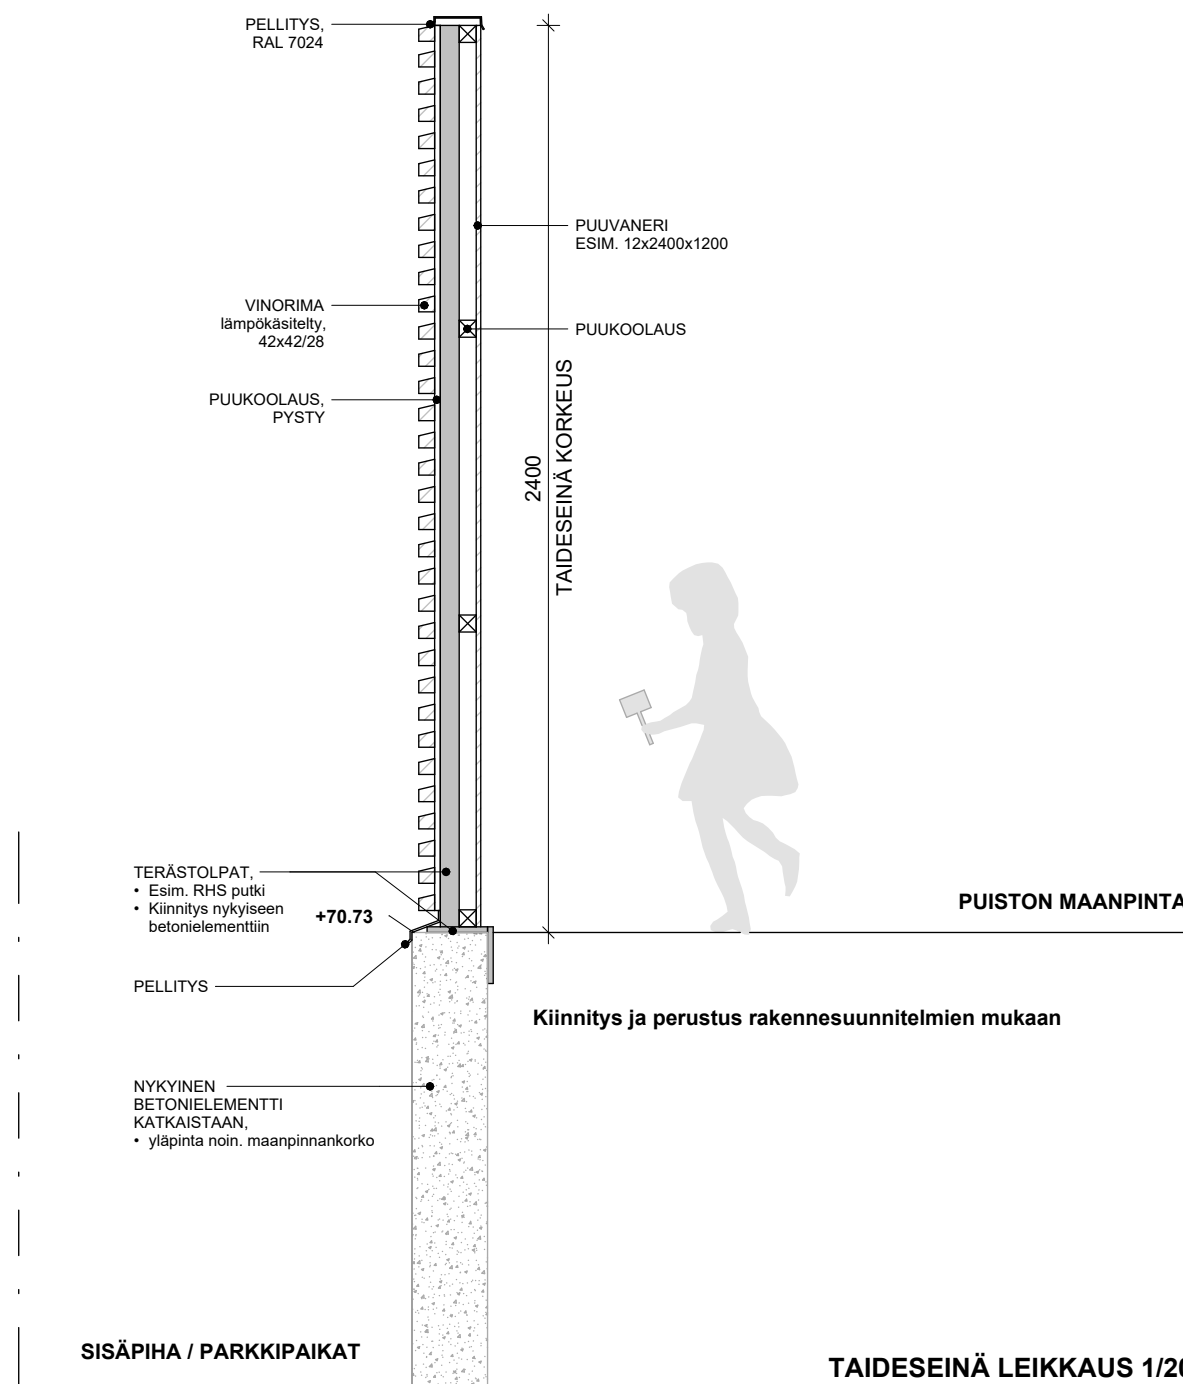 PELLITYS,
RAL 7024
PUUVANERI
ESIM. 12x2400x1200
VINORIMA
lämpökäsitelty,
42x42/28
PUUKOOLAUS
PUUKOOLAUS,
PYSTY
2400
TAIDESEINÄ KORKEUS
TERÄSTOLPAT,
• Esim. RHS putki
• Kiinnitys nykyiseen
betonielementtiin
+70.73
PUISTON MAANPINTA
PELLITYS
Kiinnitys ja perustus rakennesuunnitelmien mukaan
NYKYINEN
BETONIELEMENTTI
KATKAISTAAN,
• yläpinta noin. maanpinnankorko
SISÄPIHA / PARKKIPAIKAT
TAIDESEINÄ LEIKKAUS 1/20